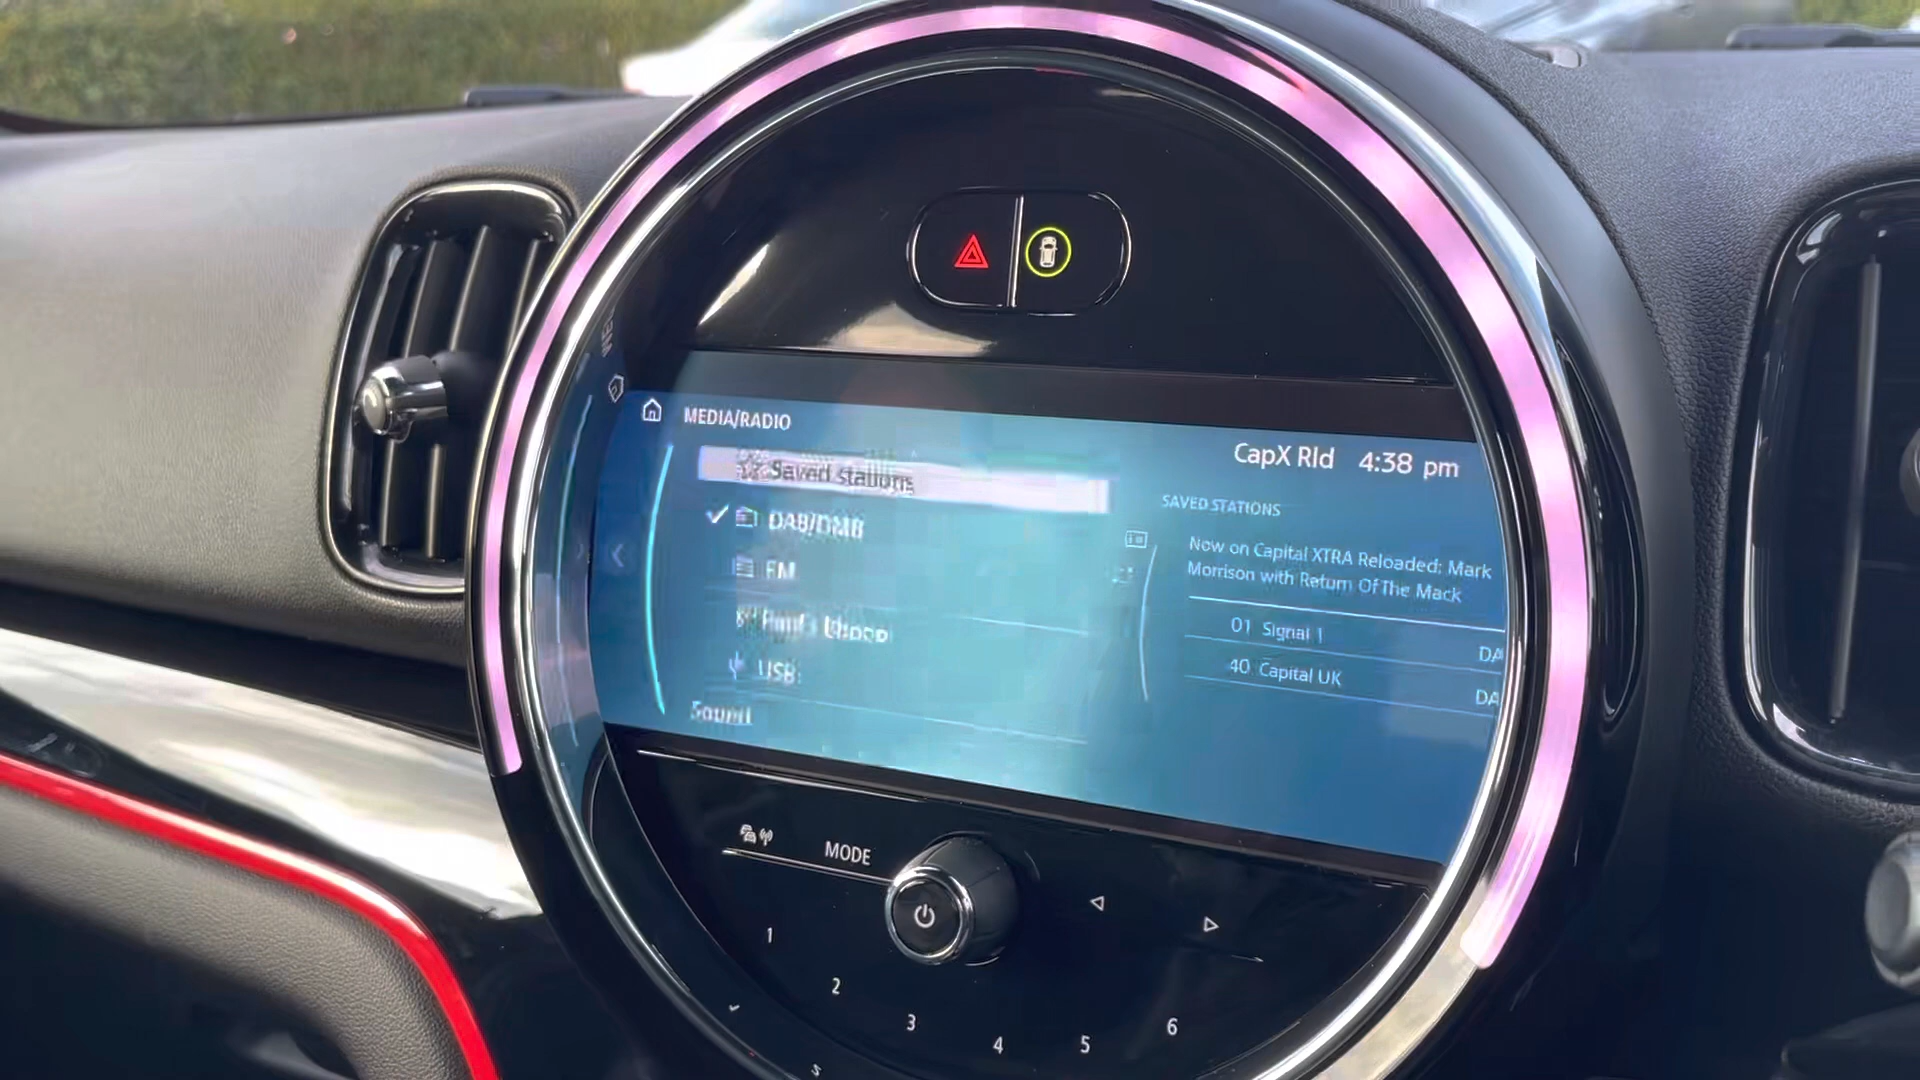 MEDIA/RADIO
CapX Rld 4:38 pm
Saved stations
DAB/DMB
FM
USB
Sound
SAVED STATIONS
Now on Capital XTRA Reloaded: Mark
Morrison with Return Of The Mack
01 Signal 1
DA
40 Capital UK
DA
MODE
1
2
3
4
5
6